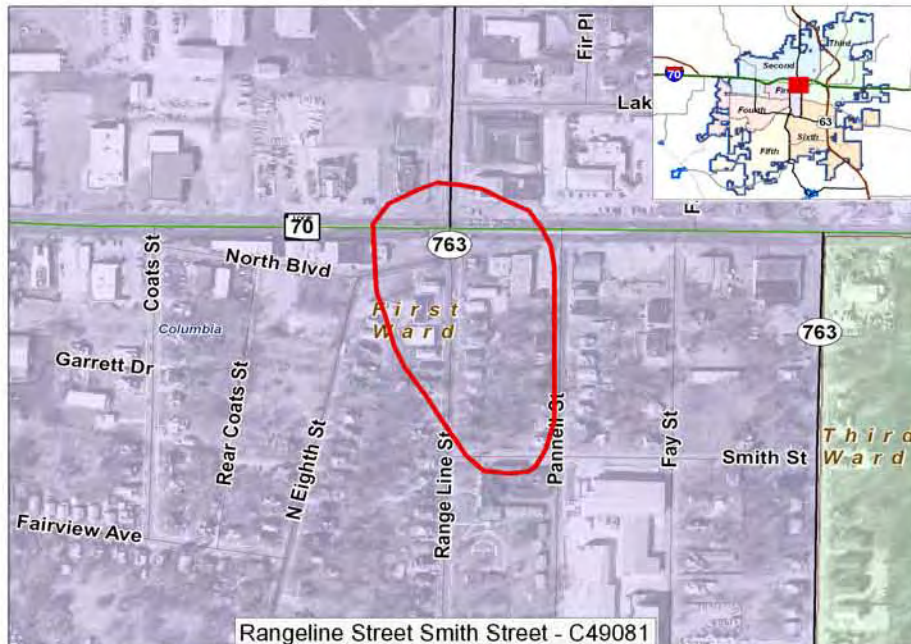 Fir Pl
Lak
70
Second
Third
Fourth
63
Fifth
Sixth
70
763
North Blvd
Coats St
First
Ward
Columbia
763
Garrett Dr
Rear Coats St
N Eighth St
Range Line St
Pannell St
Fay St
Smith St
Third
Ward
Fairview Ave
Rangeline Street Smith Street - C49081